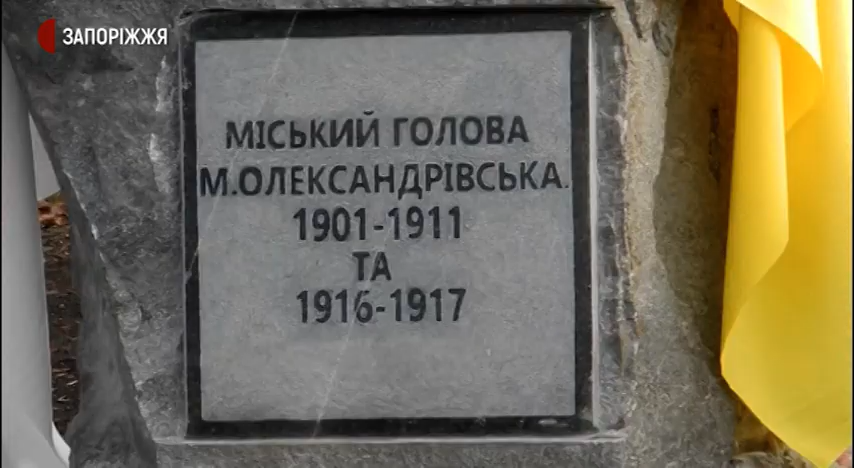 ЗАПОРІЖЖЯ
МІСЬКИЙ ГОЛОВА
М.ОЛЕКСАНДРІВСЬКА.
1901-1911
ТА
1916-1917